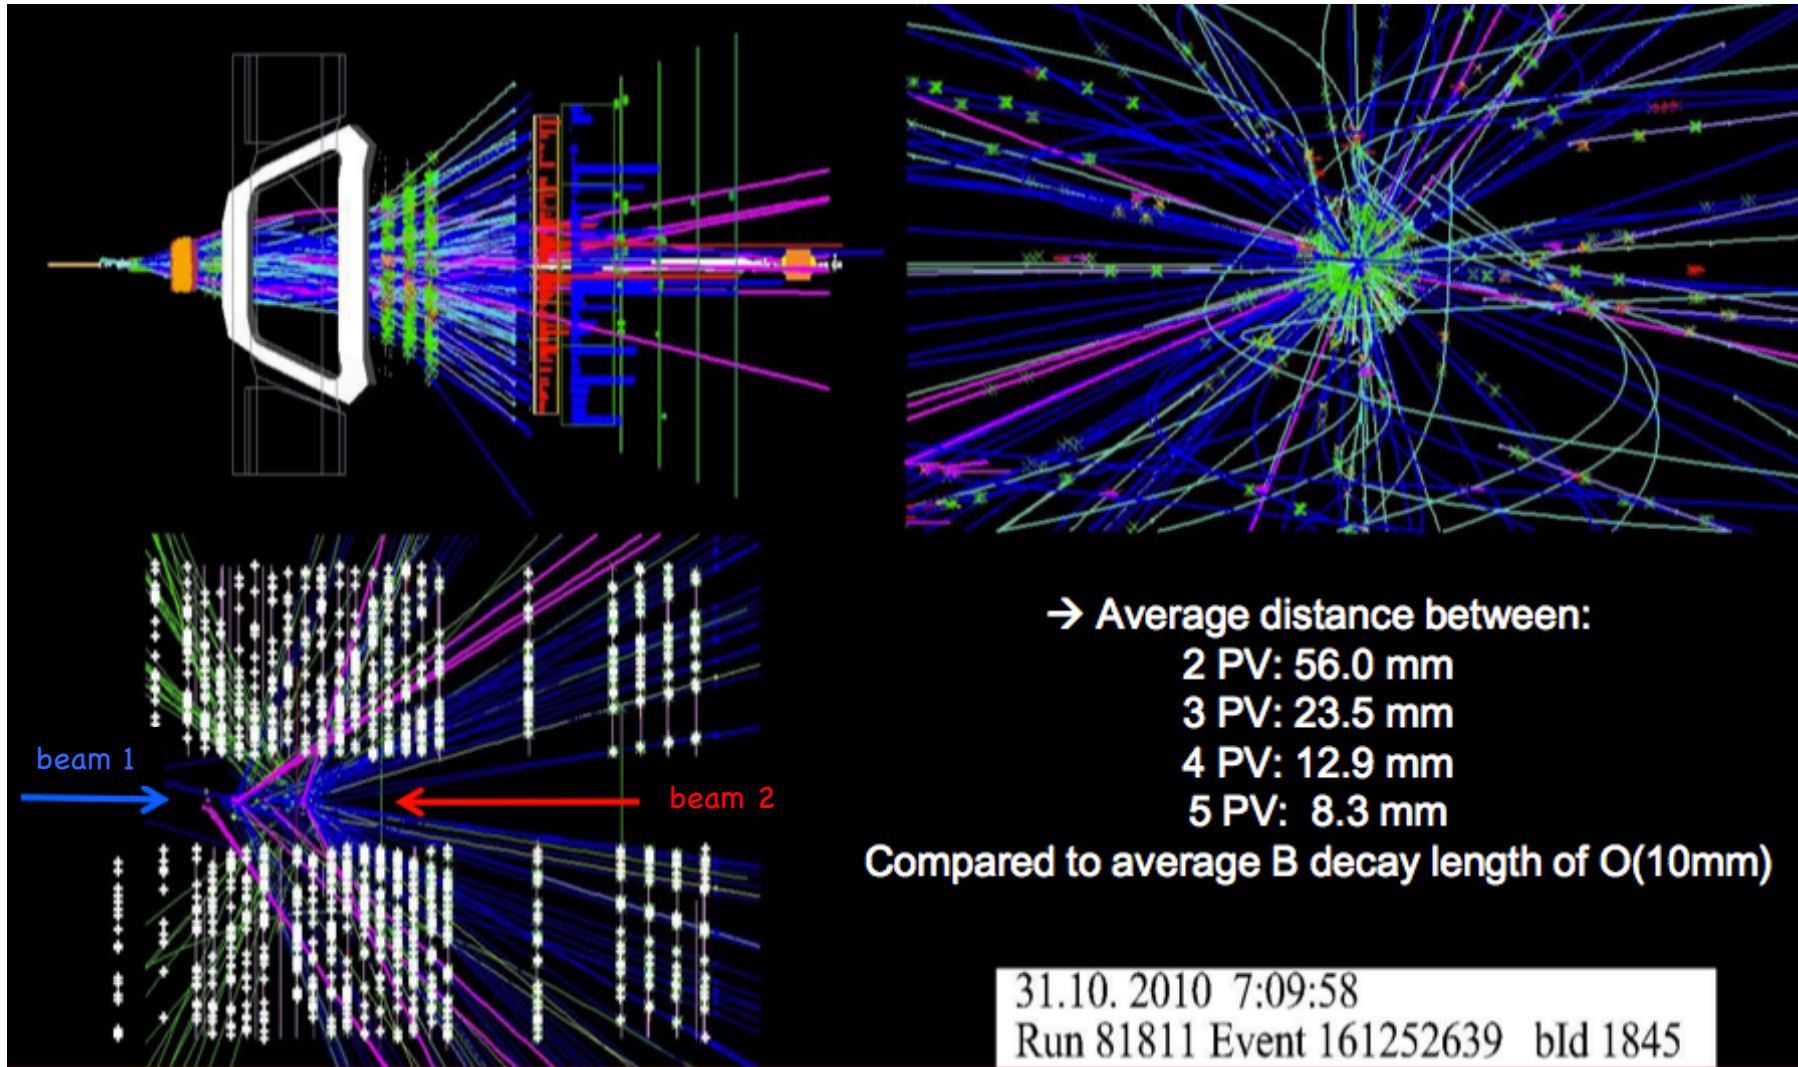 beam 1
beam 2
→ Average distance between:
2 PV: 56.0 mm
3 PV: 23.5 mm
4 PV: 12.9 mm
5 PV: 8.3 mm
Compared to average B decay length of O(10mm)
31.10. 2010 7:09:58
Run 81811 Event 161252639 bId 1845